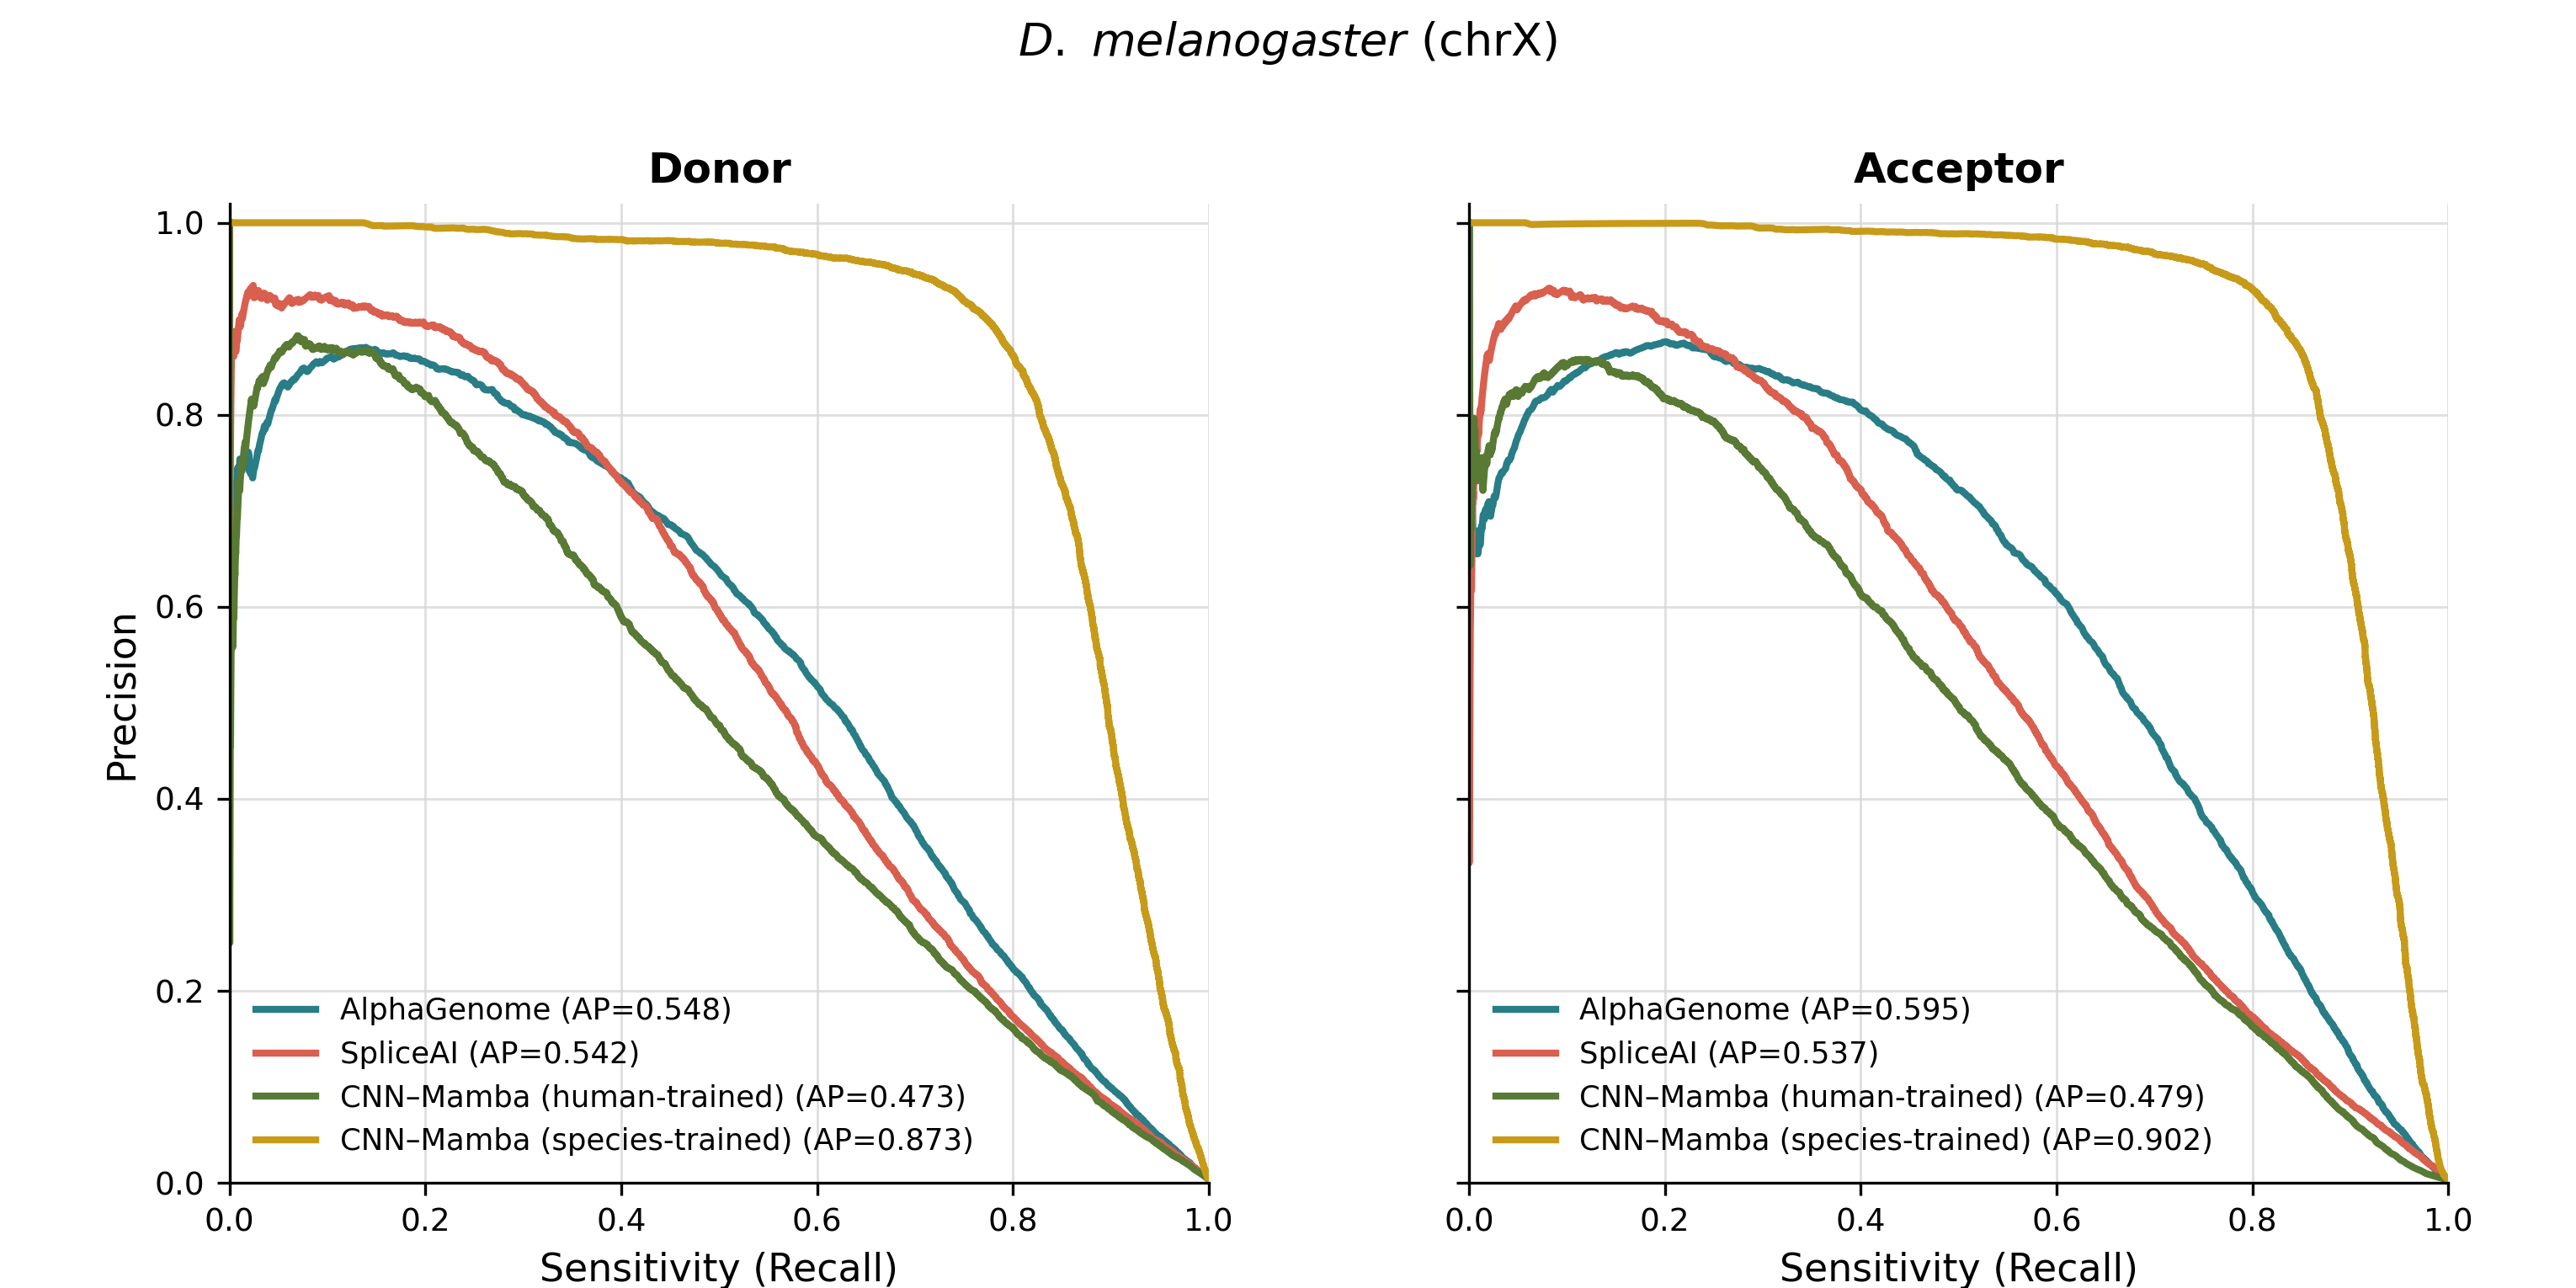 D. melanogaster (chrX)
Donor
Precision
1.0
0.8
0.6
0.4
0.2
0.0
AlphaGenome (AP=0.548)
SpliceAI (AP=0.542)
CNN–Mamba (human-trained) (AP=0.473)
CNN–Mamba (species-trained) (AP=0.873)
0.0 0.2 0.4 0.6 0.8 1.0
Sensitivity (Recall)
Acceptor
AlphaGenome (AP=0.595)
SpliceAI (AP=0.537)
CNN–Mamba (human-trained) (AP=0.479)
CNN–Mamba (species-trained) (AP=0.902)
0.0 0.2 0.4 0.6 0.8 1.0
Sensitivity (Recall)